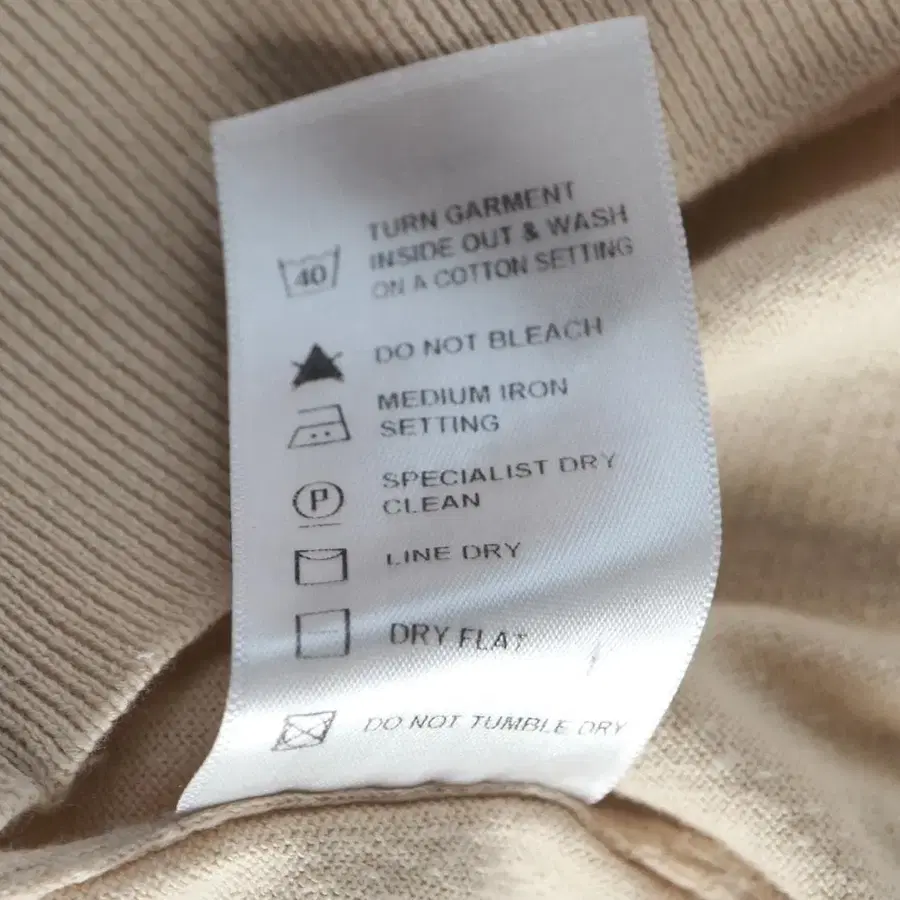 TURN GARMENT
INSIDE OUT & WASH
40 ON A COTTON SETTING
DO NOT BLEACH
MEDIUM IRON
SETTING
P SPECIALIST DRY
CLEAN
LINE DRY
DRY FLAT
DO NOT TUMBLE DRY